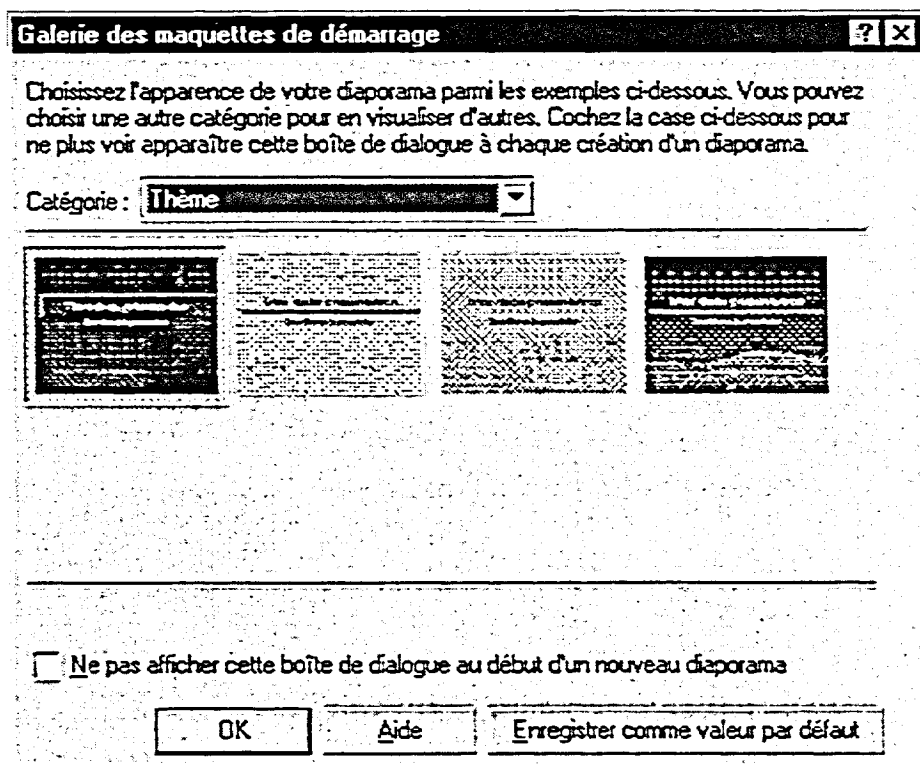 Galerie des maquettes de démarrage
Choisissez l'apparence de votre diaporama parmi les exemples ci-dessous. Vous pouvez
choisir une autre catégorie pour en visualiser d'autres. Cochez la case ci-dessous pour
ne plus voir apparaître cette boîte de dialogue à chaque création d'un diaporama.
Catégorie : Thème
Ne pas afficher cette boîte de dialogue au début d'un nouveau diaporama
OK Aide Enregistrer comme valeur par défaut